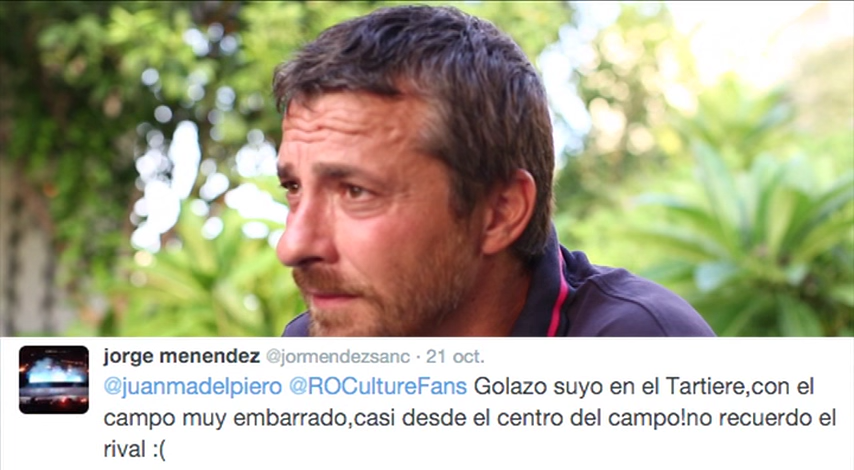 jorge menendez @jormendezsanc · 21 oct.
@juanmadelpiero @ROCultureFans Golazo suyo en el Tartiere,con el
campo muy embarrado,casi desde el centro del campo!no recuerdo el
rival :(